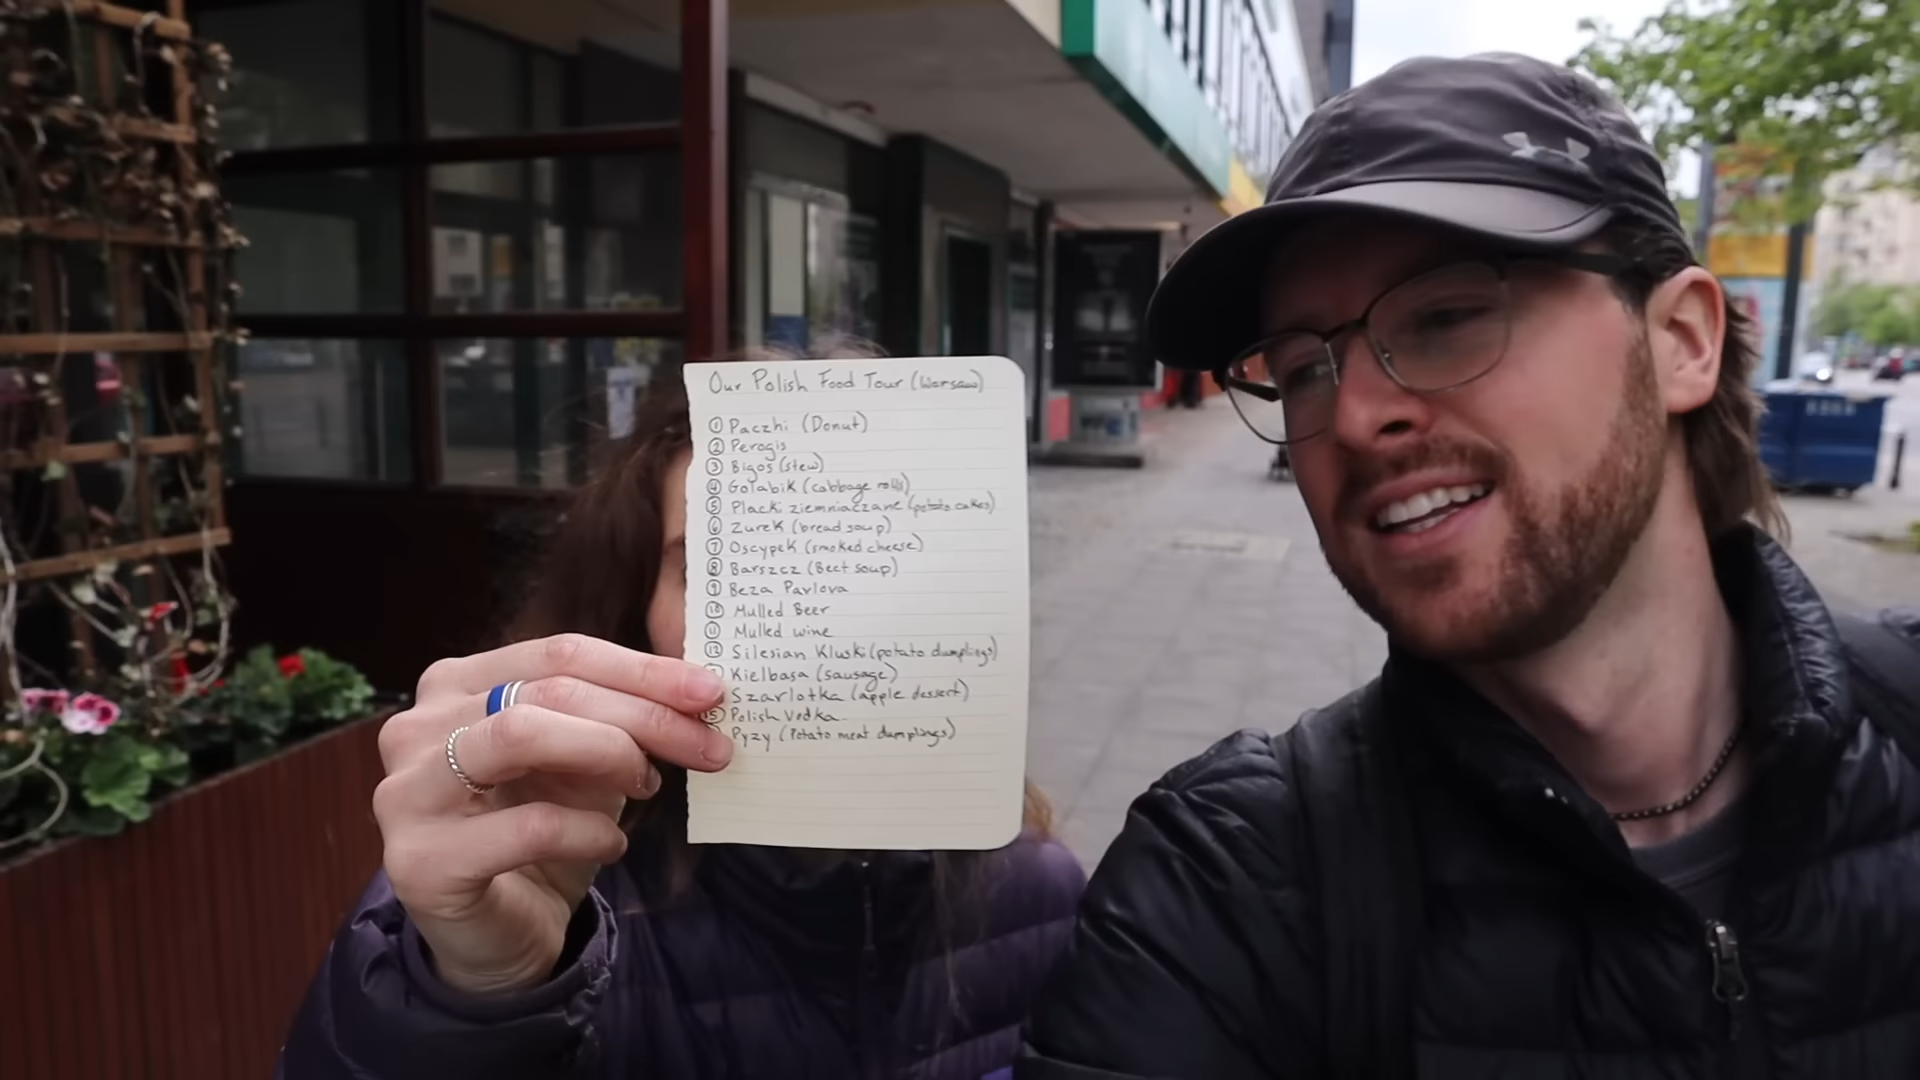 Our Polish Food Tour (Warsaw)
① Paczhi (Donut)
② Perogis
③ Bigos (stew)
④ Gołabik (cabbage rolls)
⑤ Placki ziemniaczane (potato cakes)
⑥ Zurek (bread soup)
⑦ Oscypek (smoked cheese)
⑧ Barszcz (Beet soup)
⑨ Beza Pavlova
⑩ Mulled Beer
⑪ Mulled wine
⑫ Silesian Kluski (potato dumplings)
Kielbasa (sausage)
Szarlotka (apple dessert)
⑮ Polish Vodka
Pyzy (Potato meat dumplings)